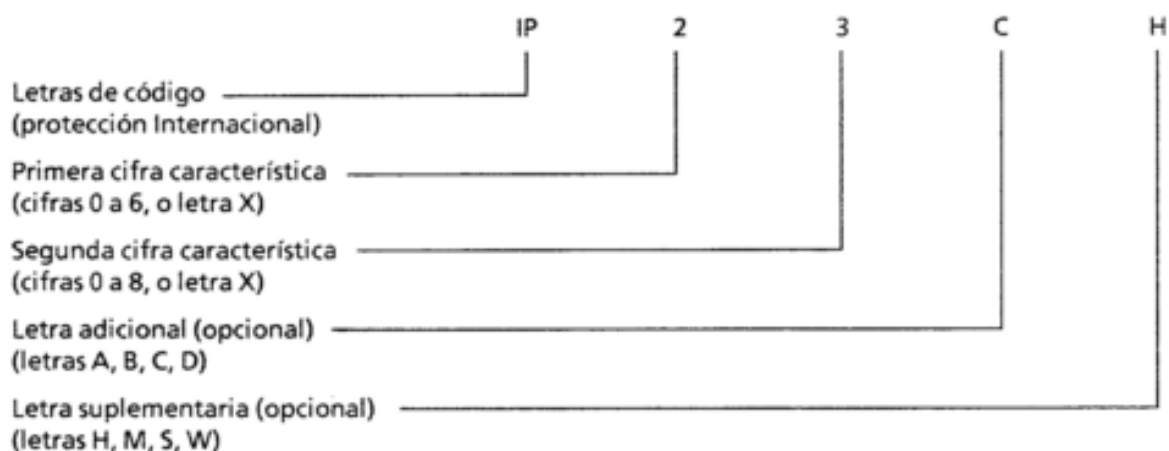 IP 2 3 C H
Letras de código
(protección Internacional)
Primera cifra característica
(cifras 0 a 6, o letra X)
Segunda cifra característica
(cifras 0 a 8, o letra X)
Letra adicional (opcional)
(letras A, B, C, D)
Letra suplementaria (opcional)
(letras H, M, S, W)